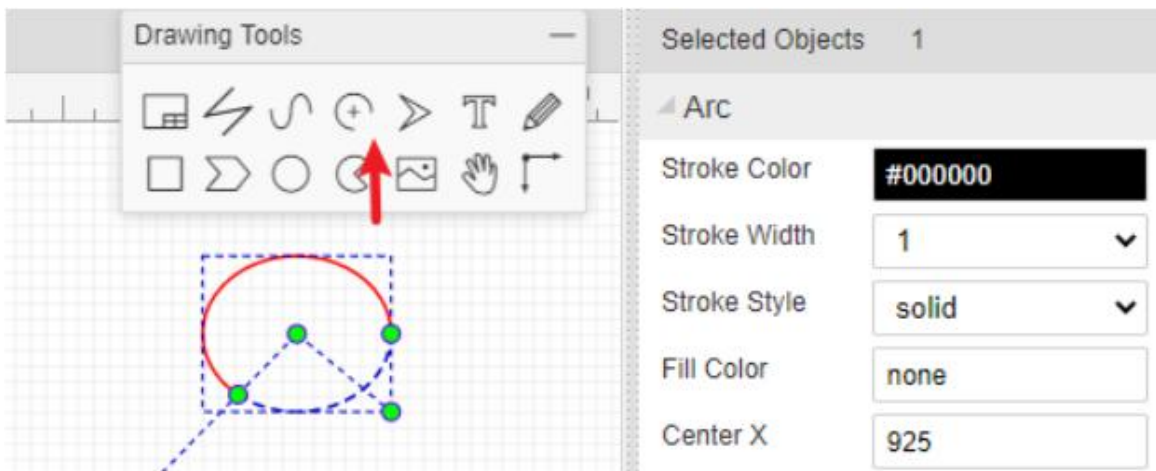 Drawing Tools
Selected Objects 1
Arc
Stroke Color #000000
Stroke Width 1
Stroke Style solid
Fill Color none
Center X 925